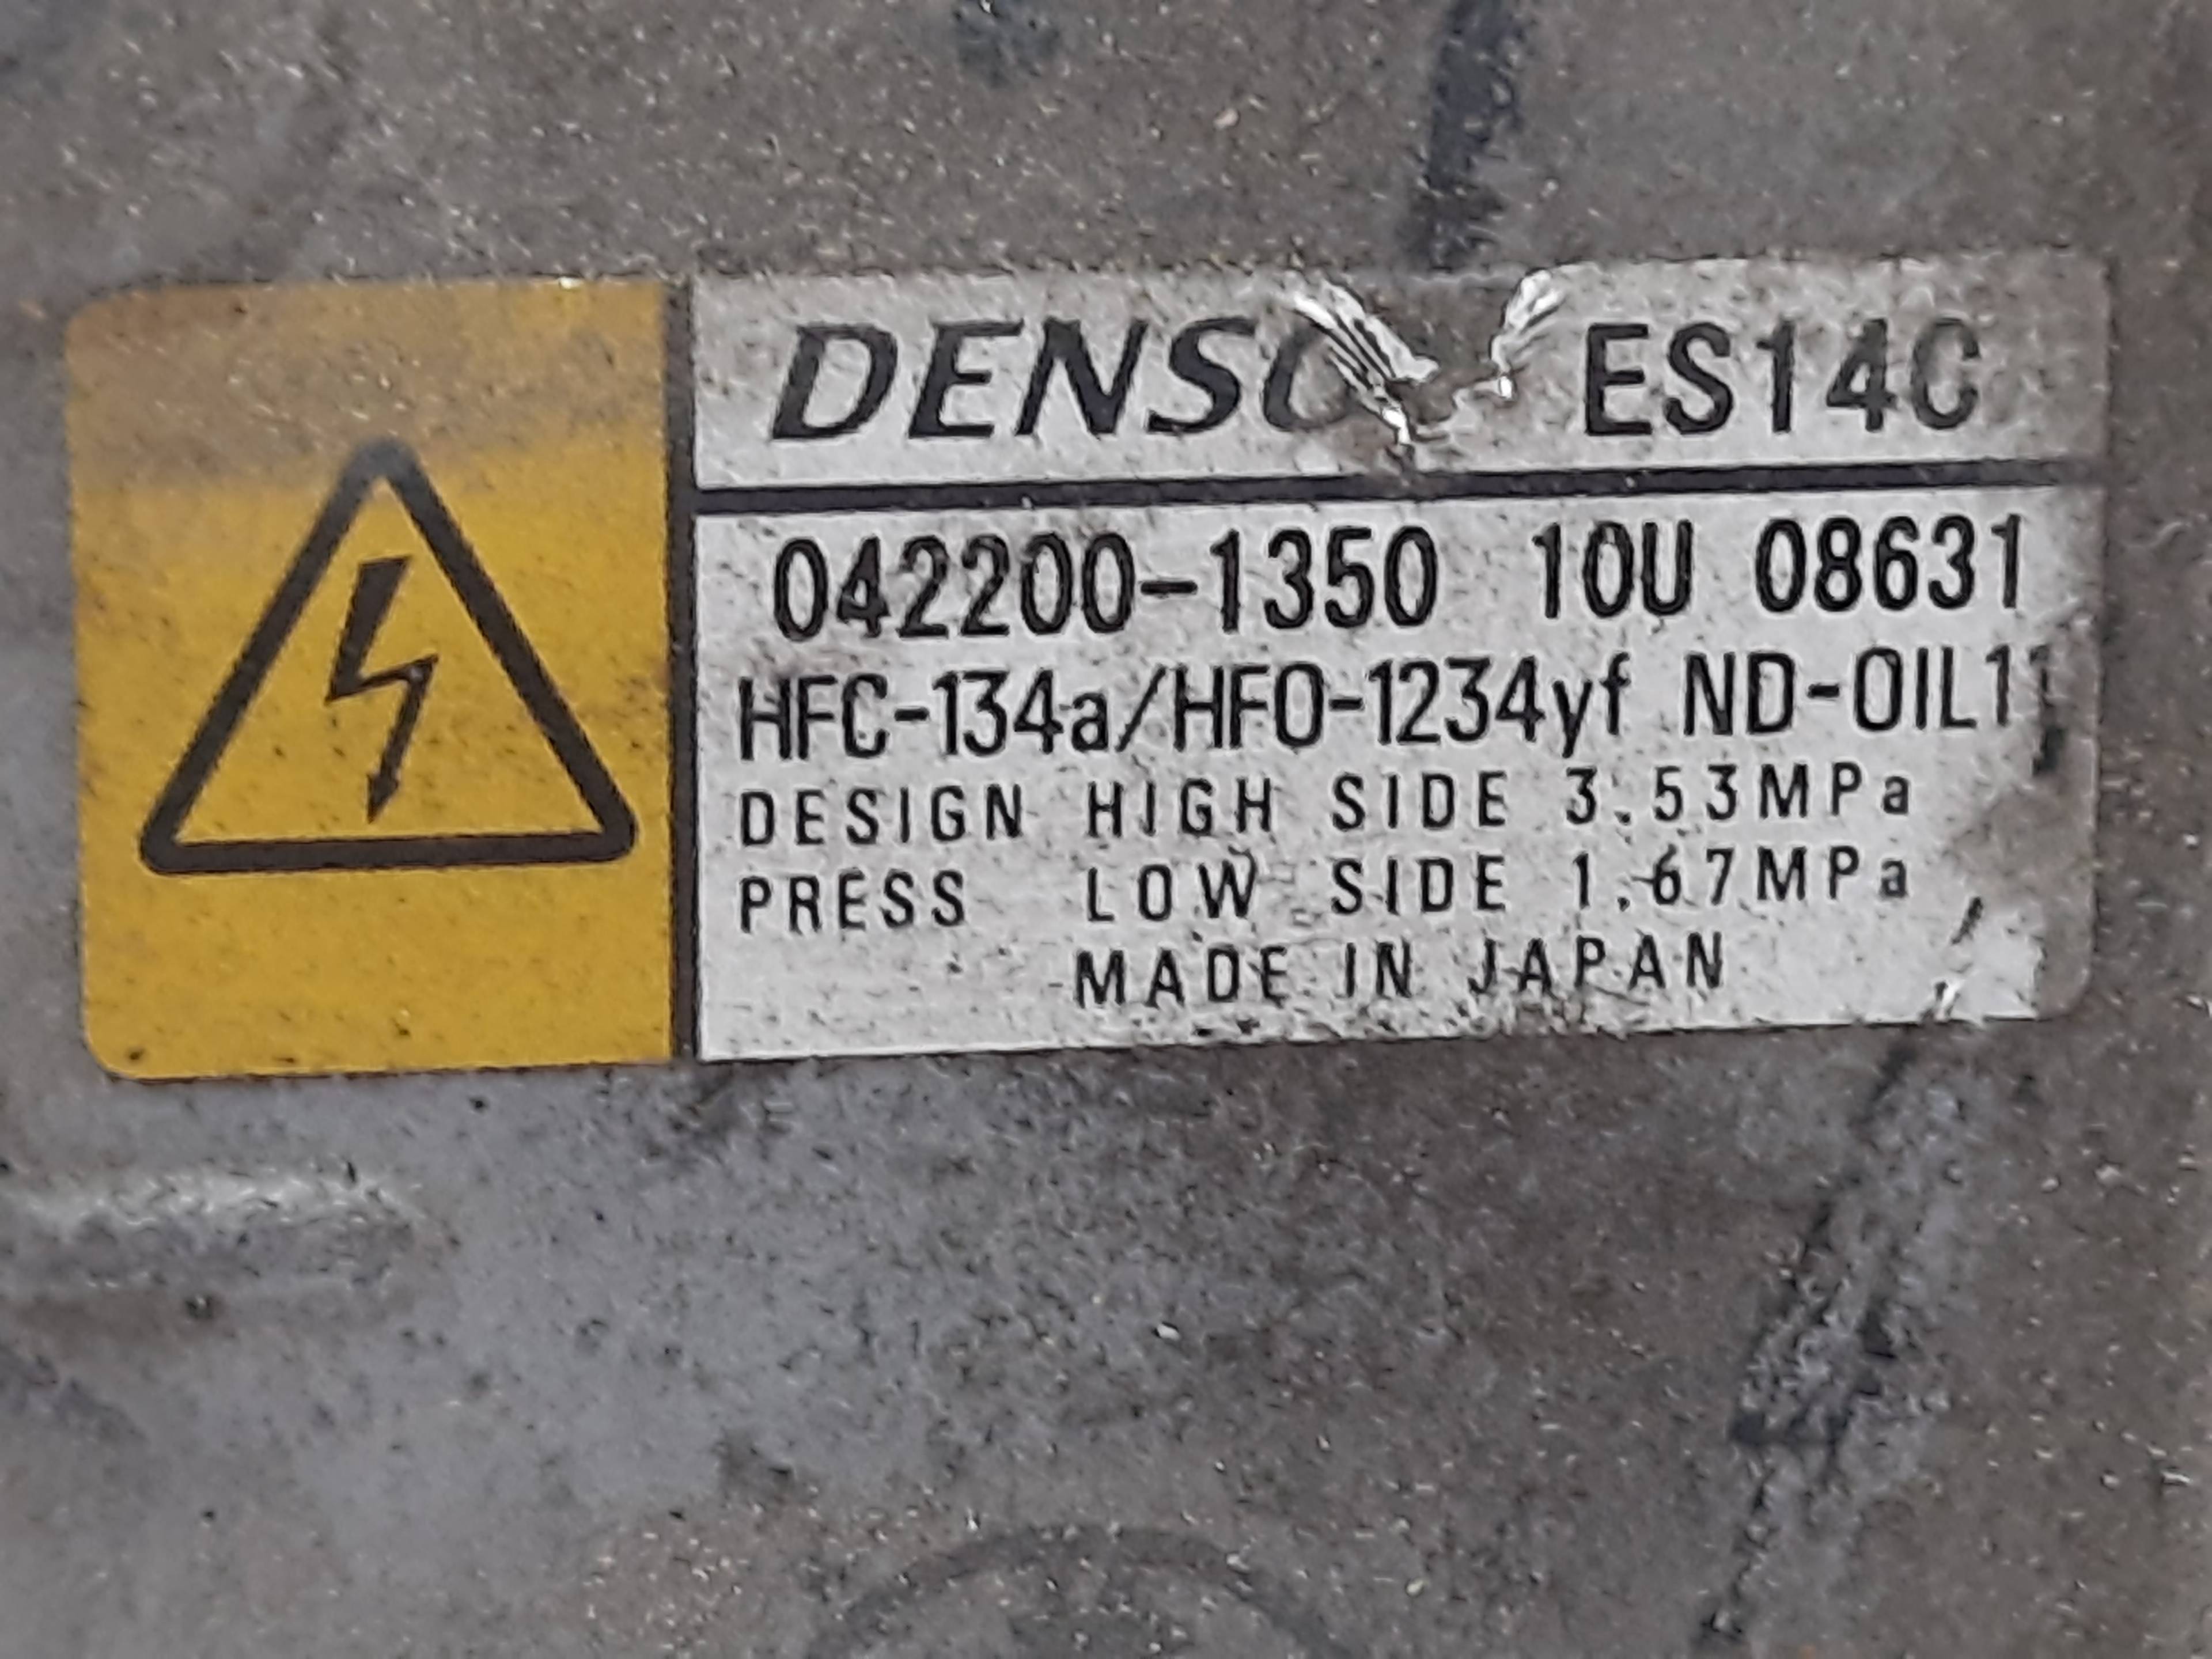 DENSO ES14C
042200-1350 10U 08631
HFC-134a/HFO-1234yf ND-OIL11
DESIGN HIGH SIDE 3.53MPa
PRESS LOW SIDE 1.67MPa
MADE IN JAPAN